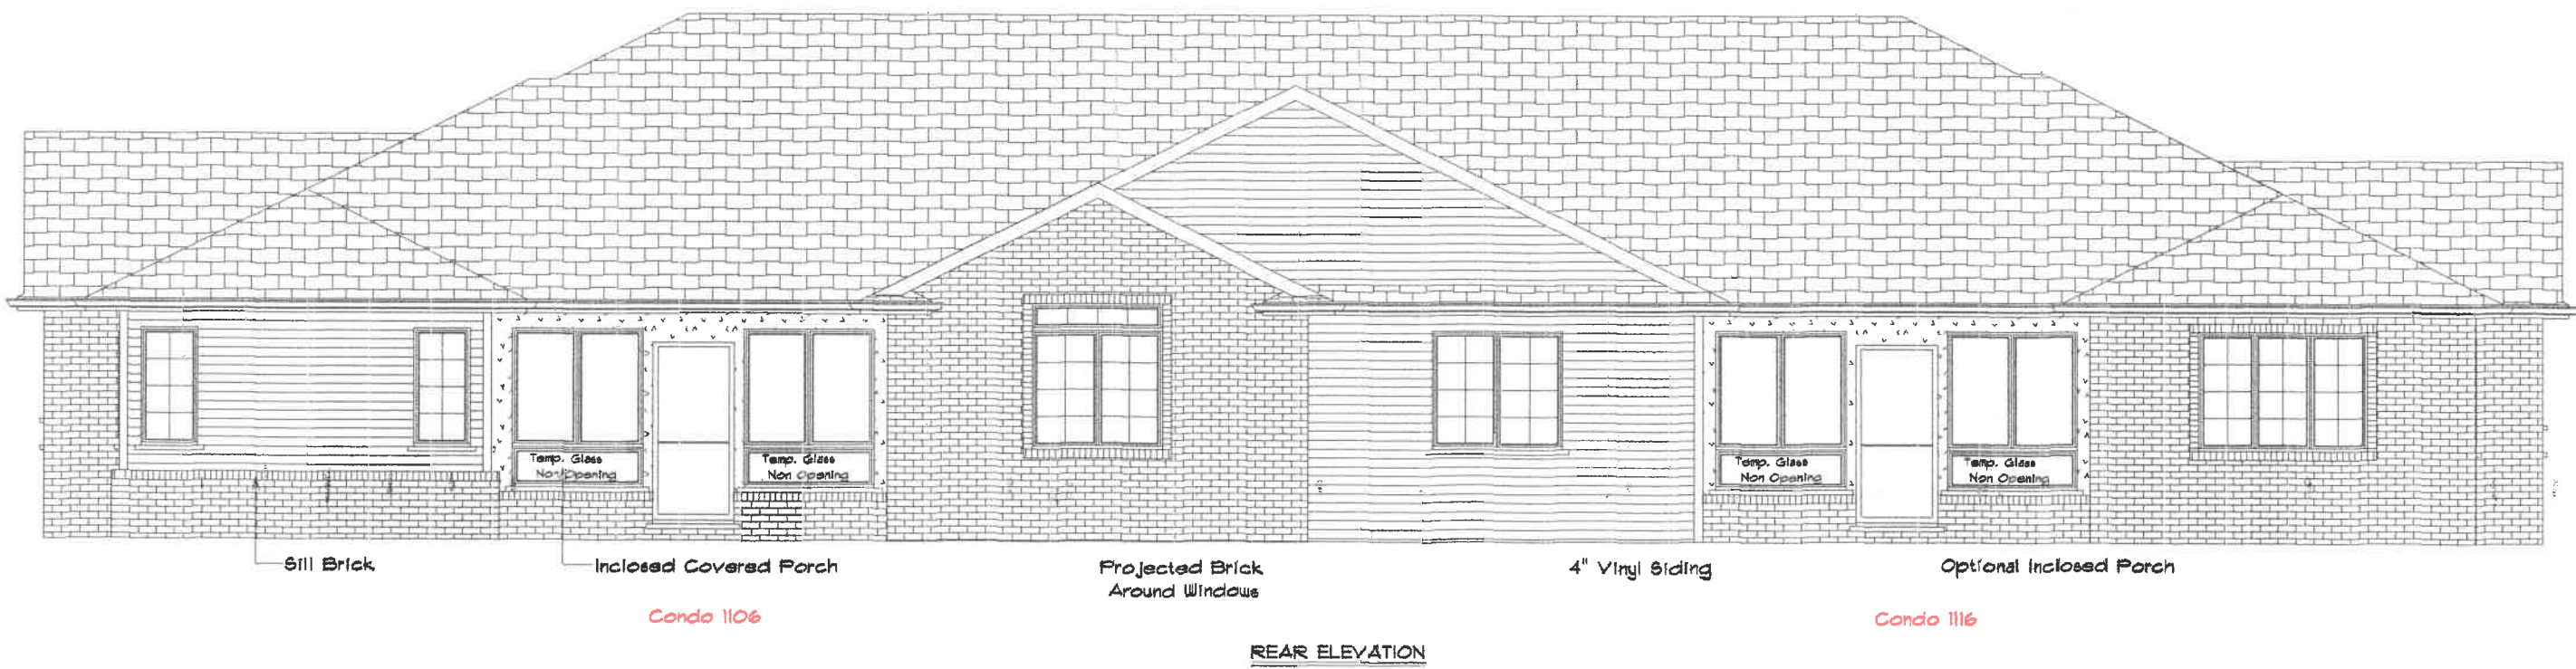 Temp. Glass
Non Opening
Temp. Glass
Non Opening
Temp. Glass
Non Opening
Temp. Glass
Non Opening
Sill Brick
Inclosed Covered Porch
Projected Brick
Around Windows
4" Vinyl Siding
Optional Inclosed Porch
Condo 1106
Condo 1116
REAR ELEVATION